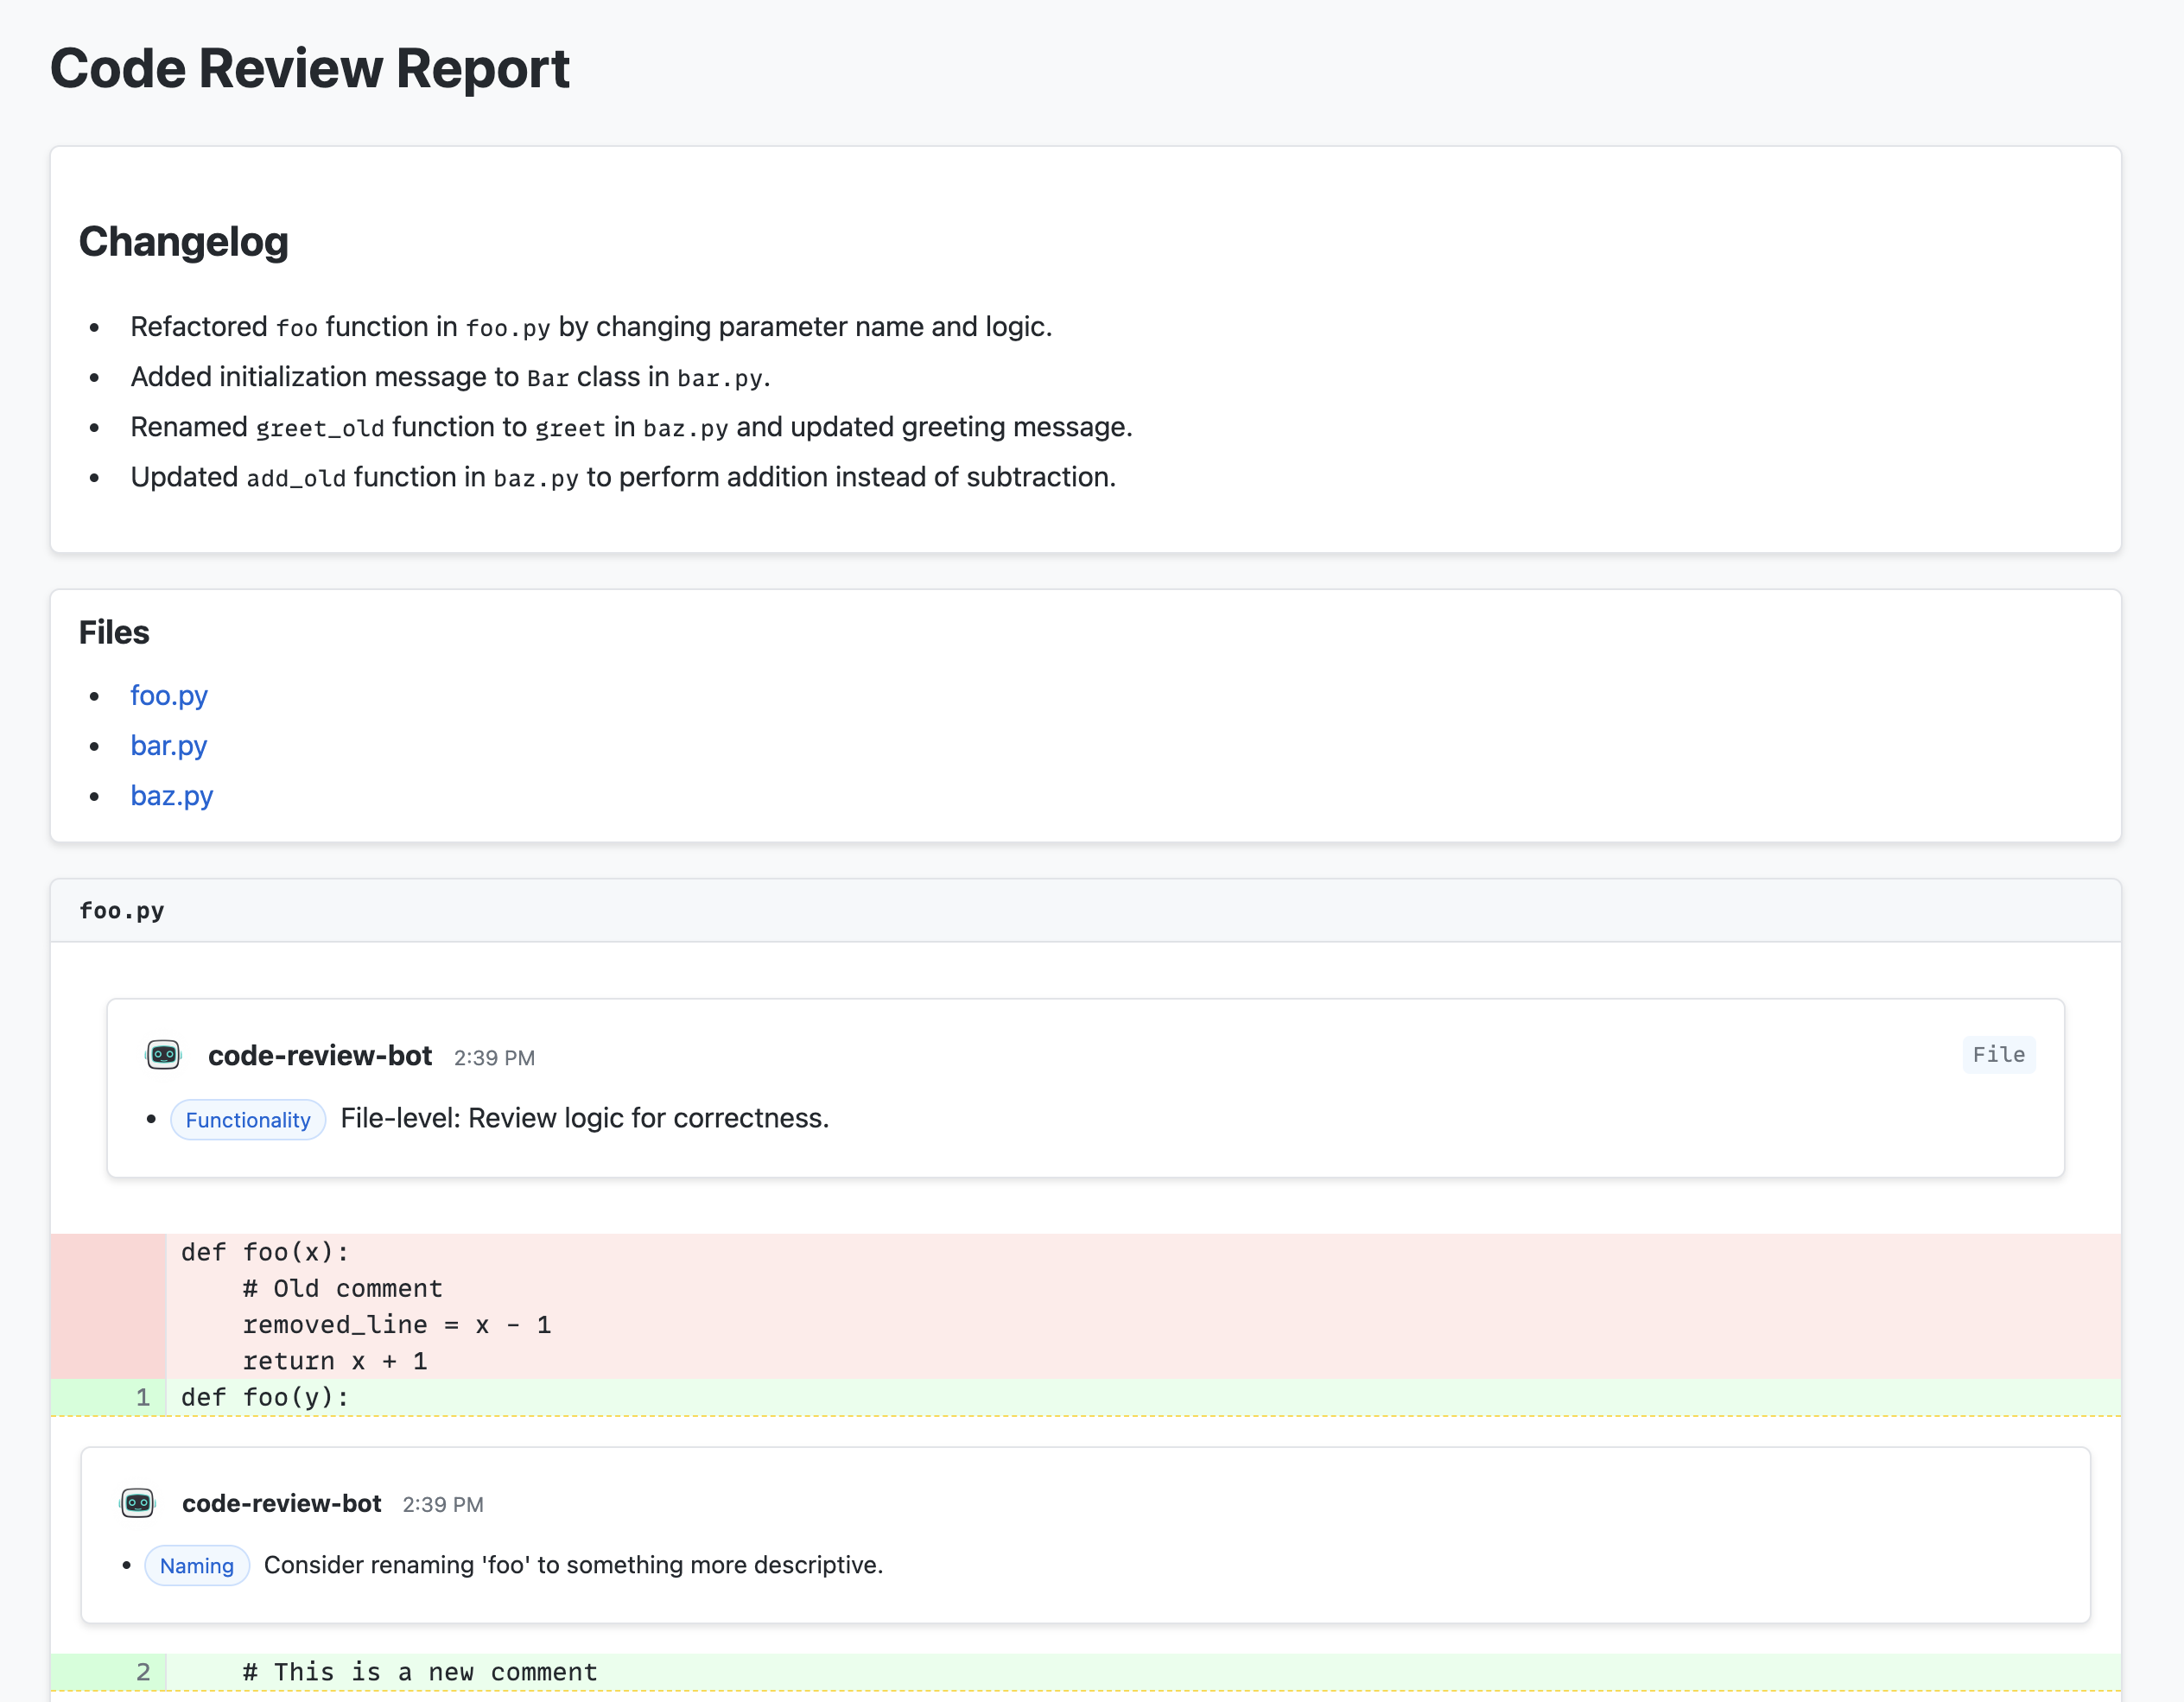 Code Review Report
Changelog
• Refactored foo function in foo.py by changing parameter name and logic.
• Added initialization message to Bar class in bar.py.
• Renamed greet_old function to greet in baz.py and updated greeting message.
• Updated add_old function in baz.py to perform addition instead of subtraction.
Files
• foo.py
• bar.py
• baz.py
foo.py
code-review-bot 2:39 PM File
• Functionality File-level: Review logic for correctness.
def foo(x):
    # Old comment
    removed_line = x - 1
    return x + 1
1 def foo(y):
code-review-bot 2:39 PM
• Naming Consider renaming 'foo' to something more descriptive.
2     # This is a new comment